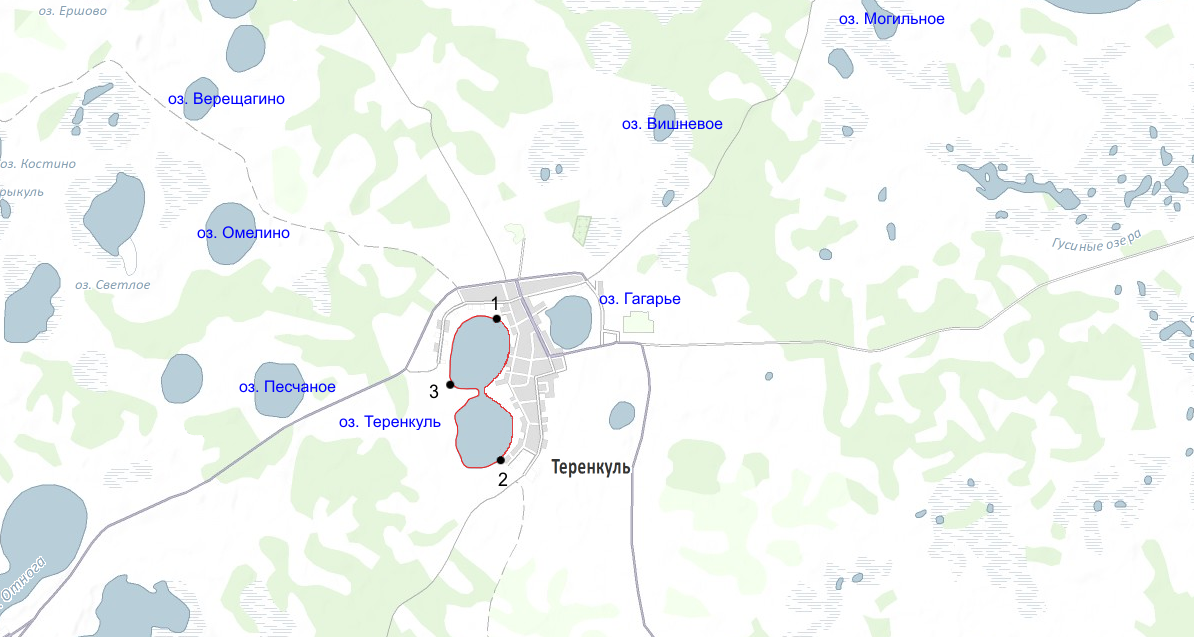 оз. Ершово
оз. Могильное
оз. Верещагино
оз. Вишневое
оз. Костино
рыкуль
оз. Омелино
Гусиные озера
оз. Светлое
1
оз. Гагарье
3
оз. Песчаное
оз. Теренкуль
2
Теренкуль
. Отнога